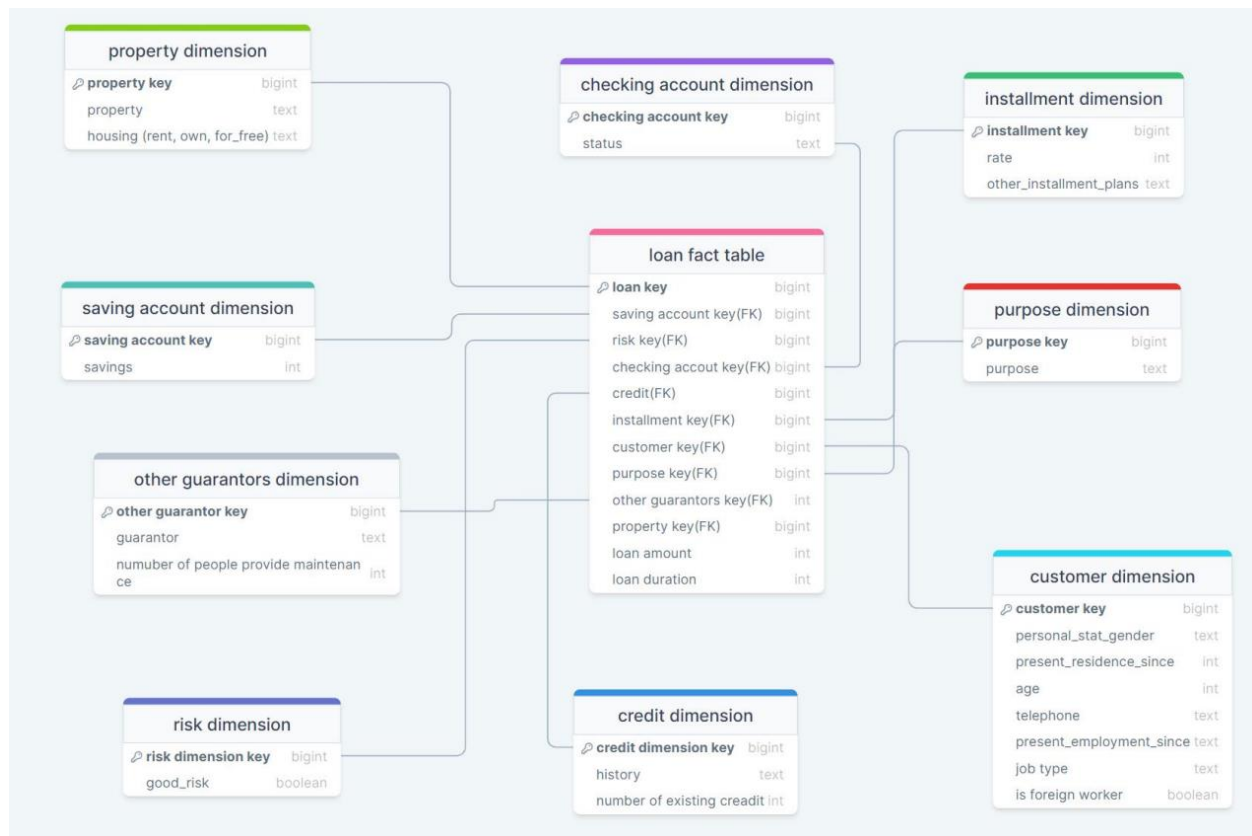 property dimension
property key bigint
property text
housing (rent, own, for_free) text
checking account dimension
checking account key bigint
status text
installment dimension
installment key bigint
rate int
other_installment_plans text
saving account dimension
saving account key bigint
savings int
loan fact table
loan key bigint
saving account key(FK) bigint
risk key(FK) bigint
checking accout key(FK) bigint
credit(FK) bigint
installment key(FK) bigint
customer key(FK) bigint
purpose key(FK) bigint
other guarantors key(FK) int
property key(FK) bigint
loan amount int
loan duration int
purpose dimension
purpose key bigint
purpose text
other guarantors dimension
other guarantor key bigint
guarantor text
numuber of people provide maintenan
ce int
customer dimension
customer key bigint
personal_stat_gender text
present_residence_since int
age int
telephone text
present_employment_since text
job type text
is foreign worker boolean
risk dimension
risk dimension key bigint
good_risk boolean
credit dimension
credit dimension key bigint
history text
number of existing creadit int